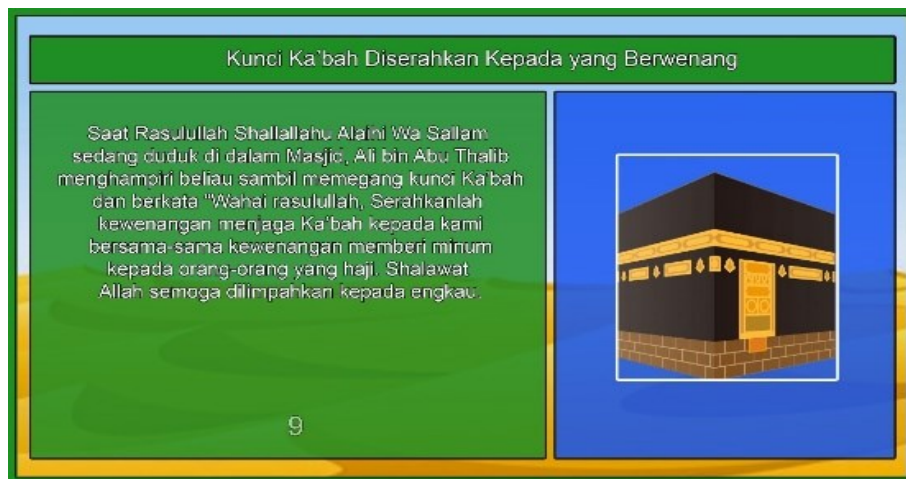 Kunci Ka`bah Diserahkan Kepada yang Berwenang
Saat Rasulullah Shallallahu Alaihi Wa Sallam
sedang duduk di dalam Masjid, Ali bin Abu Thalib
menghampiri beliau sambil memegang kunci Ka'bah
dan berkata "Wahai rasulullah, Serahkanlah
kewenangan menjaga Ka'bah kepada kami
bersama-sama kewenangan memberi minum
kepada orang-orang yang haji. Shalawat
Allah semoga dilimpahkan kepada engkau.
9